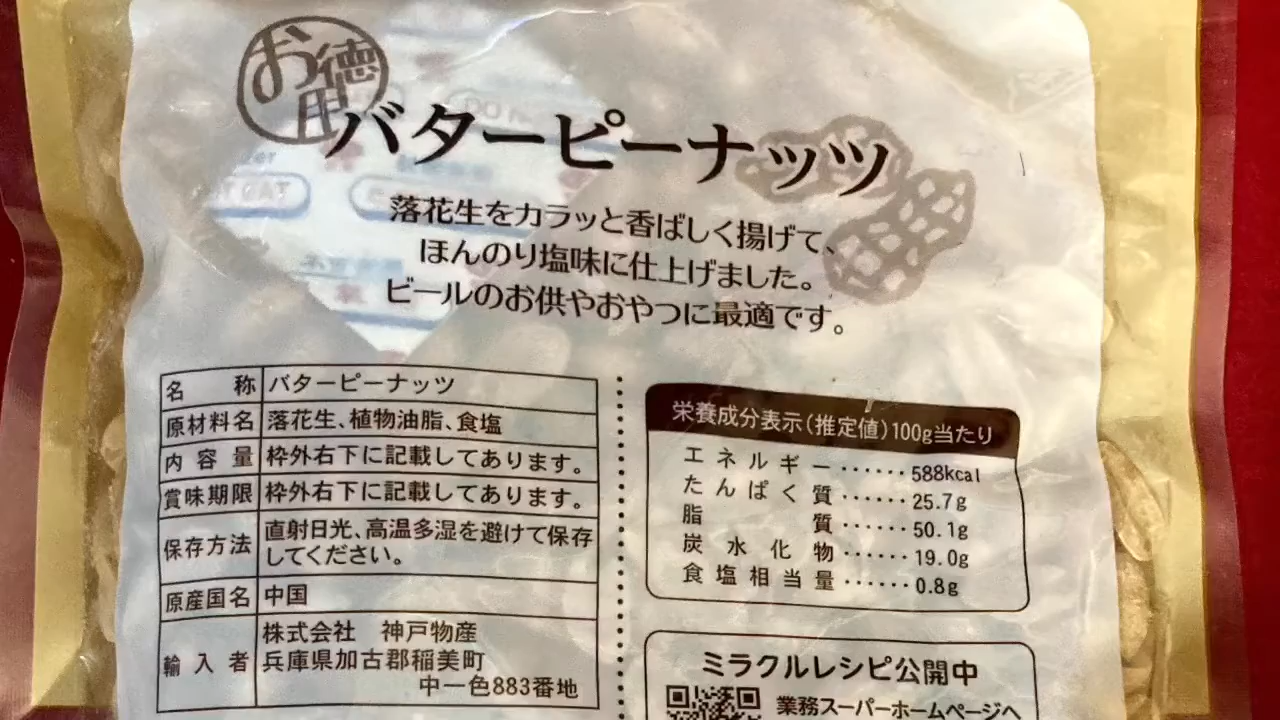 お徳用
バターピーナッツ
落花生をカラッと香ばしく揚げて、
ほんのり塩味に仕上げました。
ビールのお供やおやつに最適です。
名称 バターピーナッツ
原材料名 落花生、植物油脂、食塩
内容量 枠外右下に記載してあります。
賞味期限 枠外右下に記載してあります。
保存方法 直射日光、高温多湿を避けて保存
してください。
原産国名 中国
輸入者 株式会社 神戸物産
兵庫県加古郡稲美町
中一色883番地
栄養成分表示(推定値)100g当たり
エネルギー······588kcal
たんぱく質······25.7g
脂質······50.1g
炭水化物······19.0g
食塩相当量······0.8g
ミラクルレシピ公開中
業務スーパーホームページへ